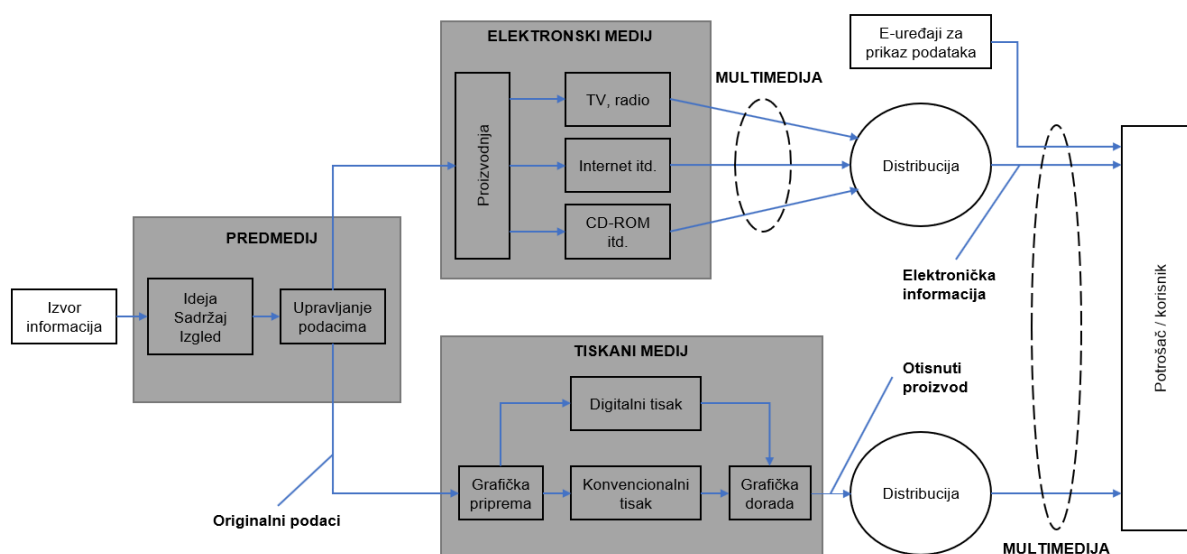 ELEKTRONSKI MEDIJ
E-uređaji za
prikaz podataka
MULTIMEDIJA
Proizvodnja
TV, radio
Internet itd.
CD-ROM
itd.
Distribucija
Elektronička
informacija
PREDMEDIJ
Izvor
informacija
Ideja
Sadržaj
Izgled
Upravljanje
podacima
Originalni podaci
TISKANI MEDIJ
Digitalni tisak
Grafička
priprema
Konvencionalni
tisak
Grafička
dorada
Otisnuti
proizvod
Distribucija
MULTIMEDIJA
Potrošač / korisnik